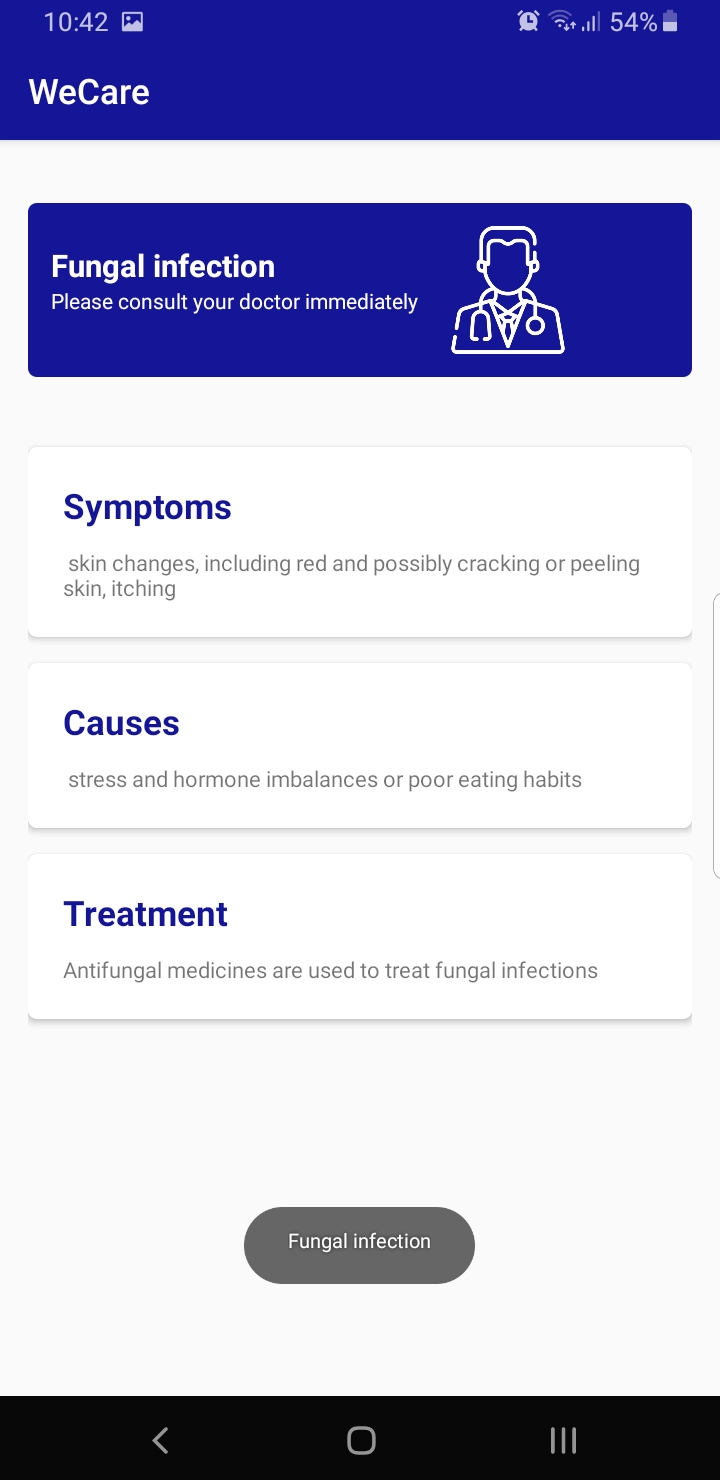 10:42 54%
WeCare
Fungal infection
Please consult your doctor immediately
Symptoms
skin changes, including red and possibly cracking or peeling
skin, itching
Causes
stress and hormone imbalances or poor eating habits
Treatment
Antifungal medicines are used to treat fungal infections
Fungal infection